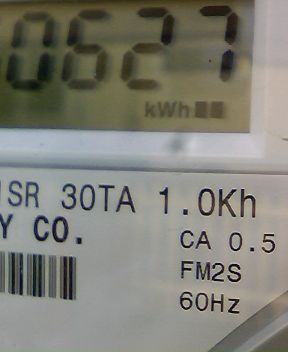 0627
kWh
SR 30TA 1.0Kh
Y CO.
CA 0.5
FM2S
60Hz